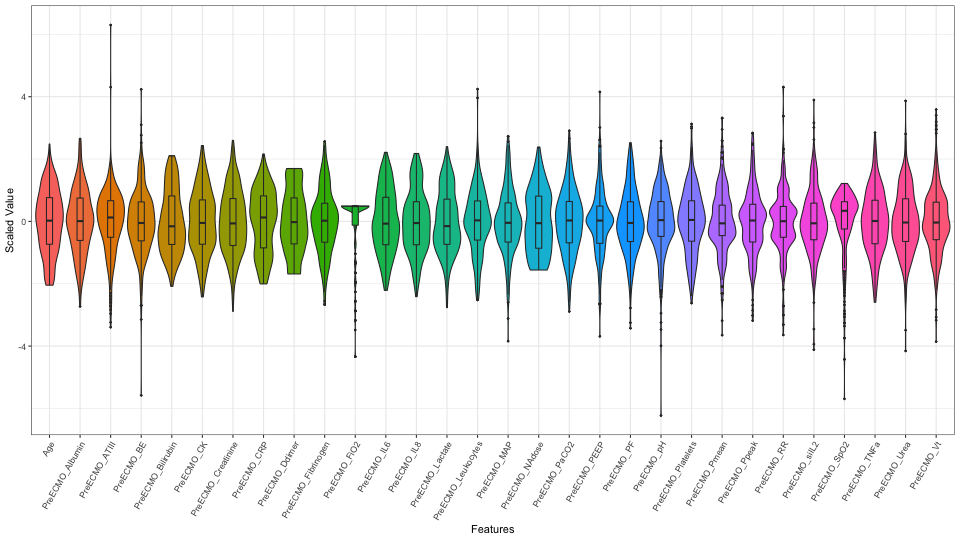 4
0
-4
Scaled Value
Age
PreECMO_Albumin
PreECMO_ATIII
PreECMO_BE
PreECMO_Bilirubin
PreECMO_CK
PreECMO_Creatinine
PreECMO_CRP
PreECMO_Ddimer
PreECMO_Fibrinogen
PreECMO_FiO2
PreECMO_IL6
PreECMO_IL8
PreECMO_Lactate
PreECMO_Leukocytes
PreECMO_MAP
PreECMO_NAdose
PreECMO_PaCO2
PreECMO_PEEP
PreECMO_PF
PreECMO_pH
PreECMO_Platelets
PreECMO_Pmean
PreECMO_Ppeak
PreECMO_RR
PreECMO_sIIL2
PreECMO_SpO2
PreECMO_TNFa
PreECMO_Urea
PreECMO_Vt
Features